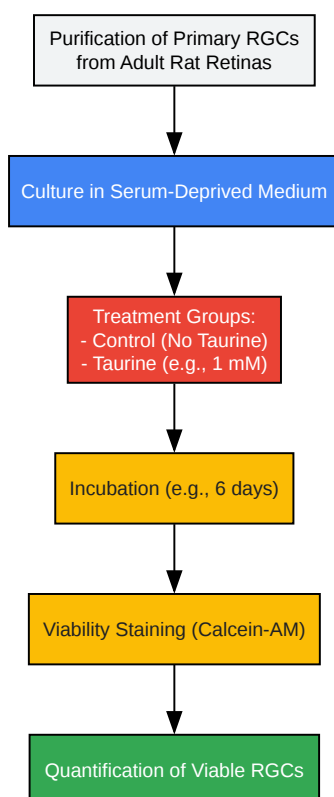 Purification of Primary RGCs
from Adult Rat Retinas
Culture in Serum-Deprived Medium
Treatment Groups:
- Control (No Taurine)
- Taurine (e.g., 1 mM)
Incubation (e.g., 6 days)
Viability Staining (Calcein-AM)
Quantification of Viable RGCs